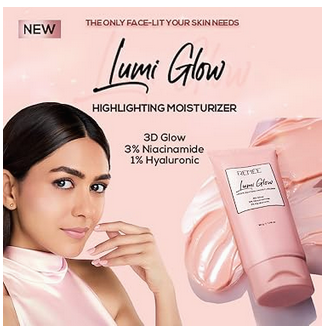 NEW
THE ONLY FACE-LIT YOUR SKIN NEEDS
Lumi Glow
HIGHLIGHTING MOISTURIZER
3D Glow
3% Niacinamide
1% Hyaluronic
RENÉE
Lumi Glow